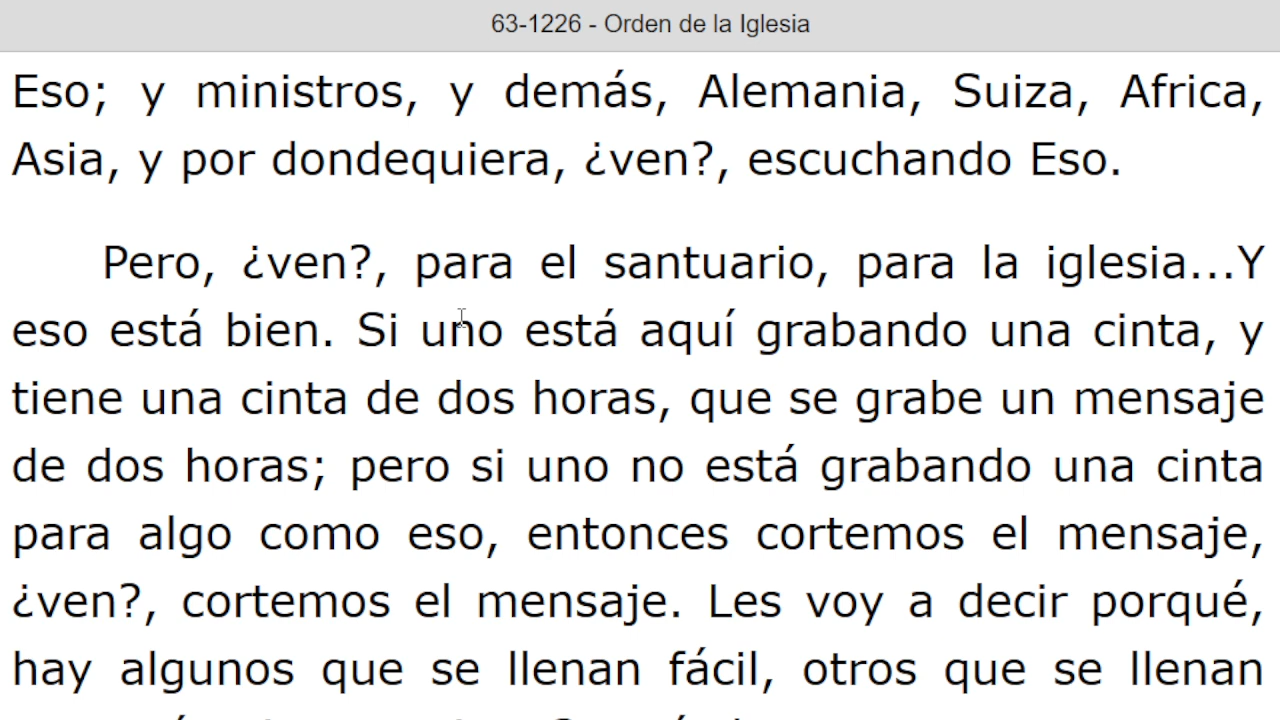 63-1226 - Orden de la Iglesia
Eso; y ministros, y demás, Alemania, Suiza, Africa,
Asia, y por dondequiera, ¿ven?, escuchando Eso.
Pero, ¿ven?, para el santuario, para la iglesia...Y
eso está bien. Si uno está aquí grabando una cinta, y
tiene una cinta de dos horas, que se grabe un mensaje
de dos horas; pero si uno no está grabando una cinta
para algo como eso, entonces cortemos el mensaje,
¿ven?, cortemos el mensaje. Les voy a decir porqué,
hay algunos que se llenan fácil, otros que se llenan